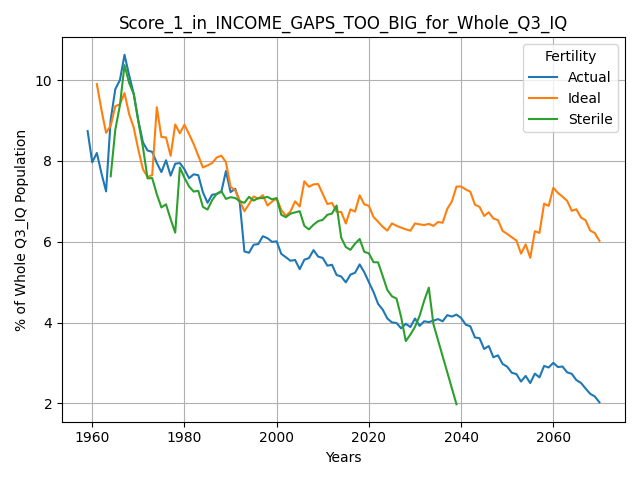 Score_1_in_INCOME_GAPS_TOO_BIG_for_Whole_Q3_IQ
% of Whole Q3_IQ Population
10
8
6
4
2
Fertility
Actual
Ideal
Sterile
1960 1980 2000 2020 2040 2060
Years